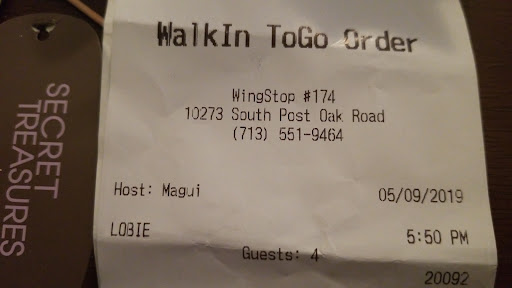 WalkIn ToGo Order
WingStop #174
10273 South Post Oak Road
(713) 551-9464
Host: Magui
05/09/2019
LOBIE
5:50 PM
Guests: 4
20092
SECRET
TREASURES